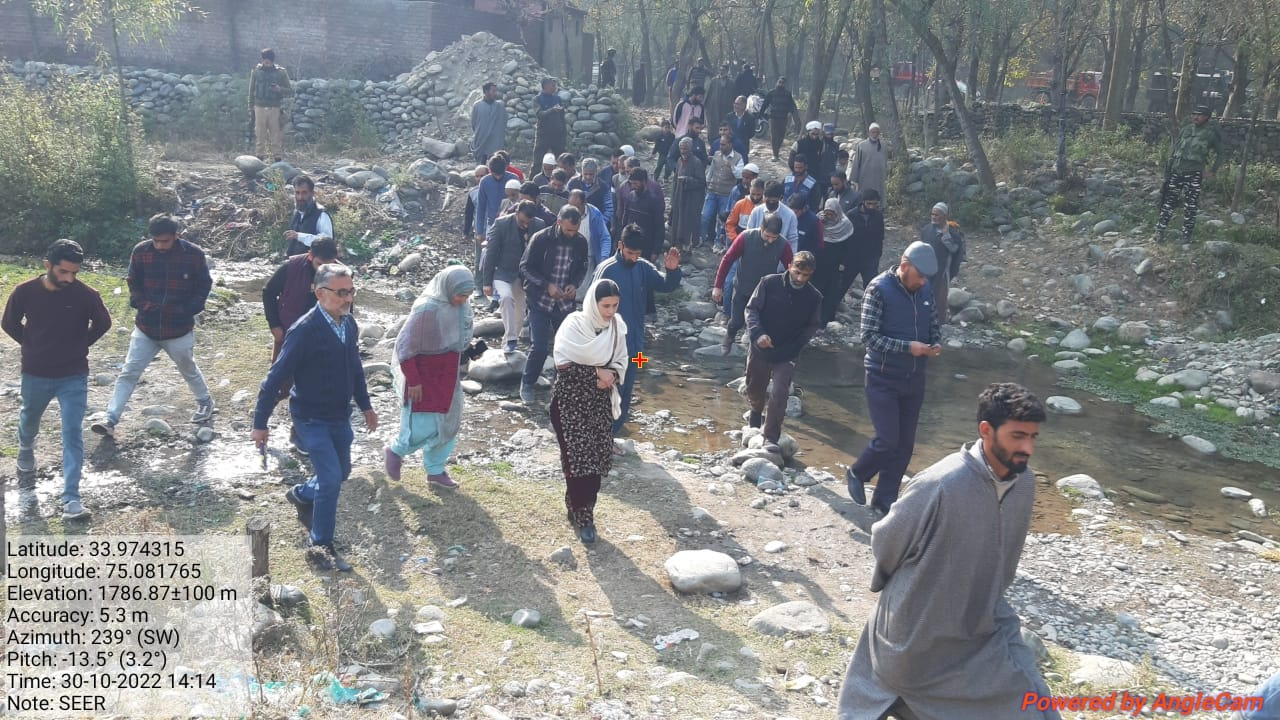 Latitude: 33.974315
Longitude: 75.081765
Elevation: 1786.87±100 m
Accuracy: 5.3 m
Azimuth: 239° (SW)
Pitch: -13.5° (3.2°)
Time: 30-10-2022 14:14
Note: SEER
Powered by AngleCam